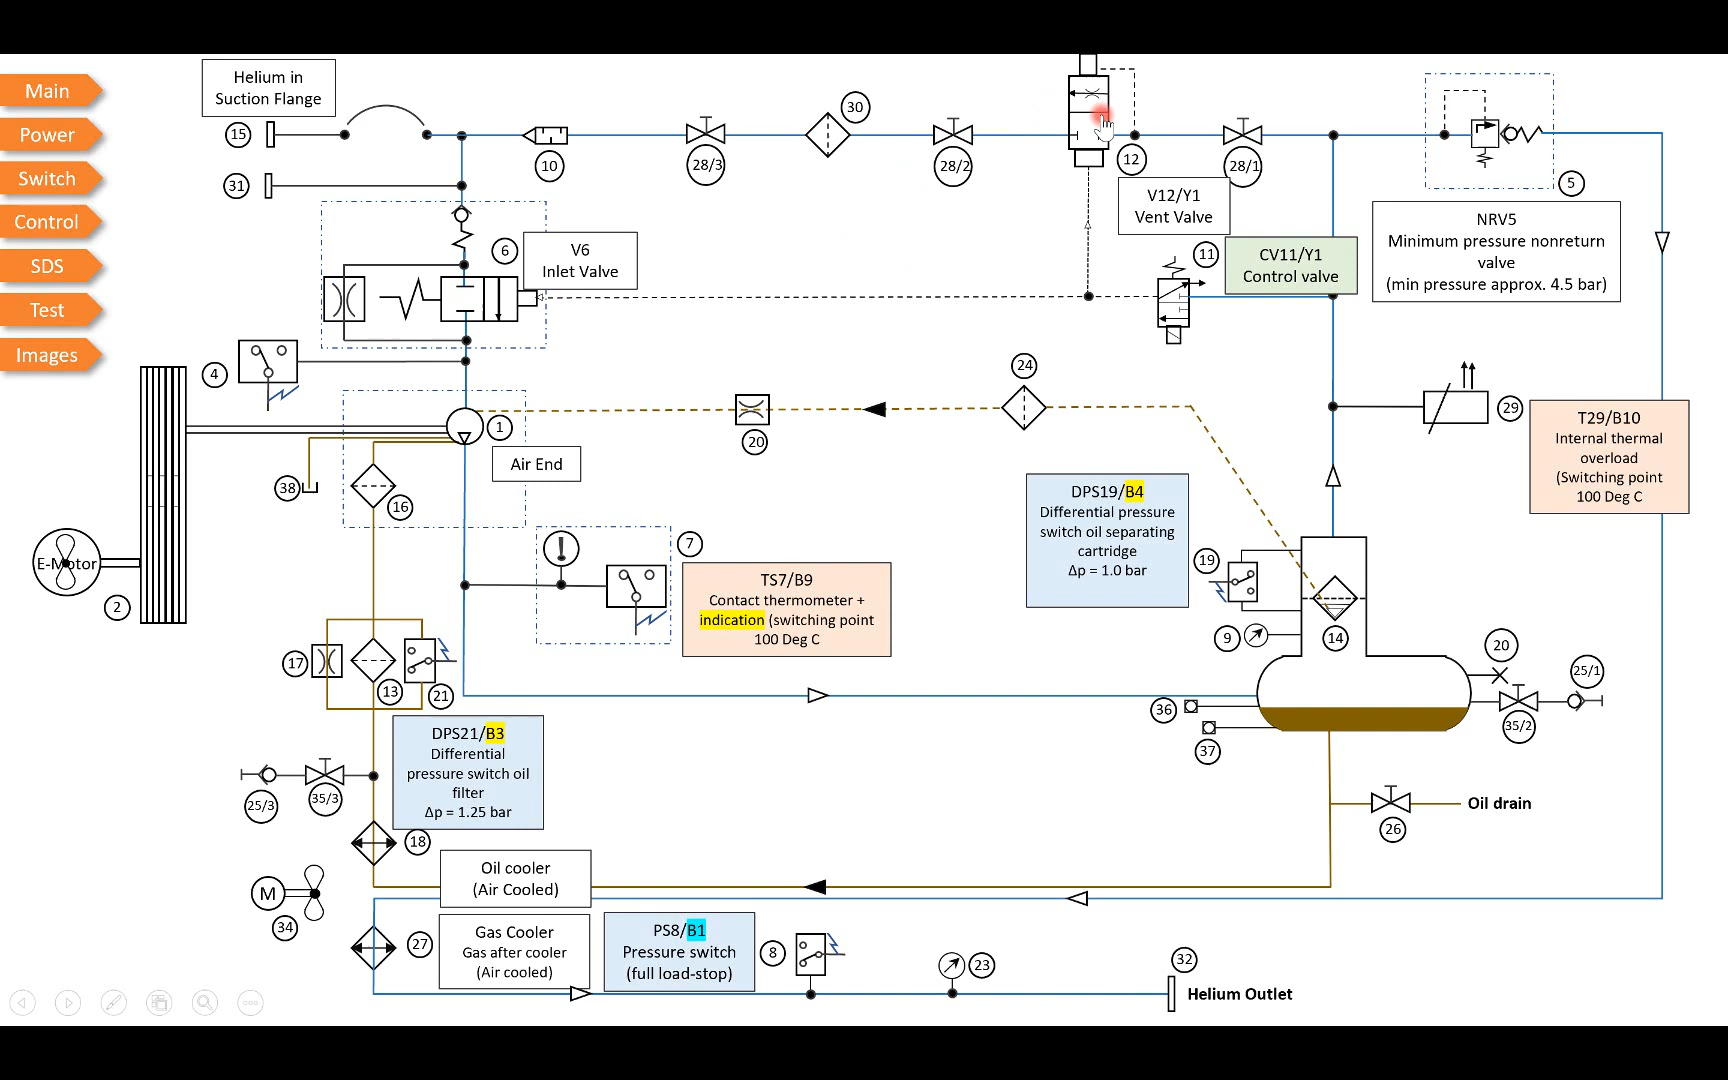 Main
Power
Switch
Control
SDS
Test
Images
Helium in
Suction Flange
15
31
10
28/3
30
28/2
12
28/1
5
V12/Y1
Vent Valve
NRV5
Minimum pressure nonreturn
valve
(min pressure approx. 4.5 bar)
6
V6
Inlet Valve
11
CV11/Y1
Control valve
4
1
Air End
20
24
29
T29/B10
Internal thermal
overload
(Switching point
100 Deg C
38
16
DPS19/B4
Differential pressure
switch oil separating
cartridge
Δp = 1.0 bar
E-Motor
2
7
TS7/B9
Contact thermometer +
indication (switching point
100 Deg C
19
9
14
20
25/1
35/2
36
37
17
13
21
DPS21/B3
Differential
pressure switch oil
filter
Δp = 1.25 bar
25/3
35/3
18
26
Oil drain
Oil cooler
(Air Cooled)
M
34
27
Gas Cooler
Gas after cooler
(Air cooled)
PS8/B1
Pressure switch
(full load-stop)
8
23
32
Helium Outlet